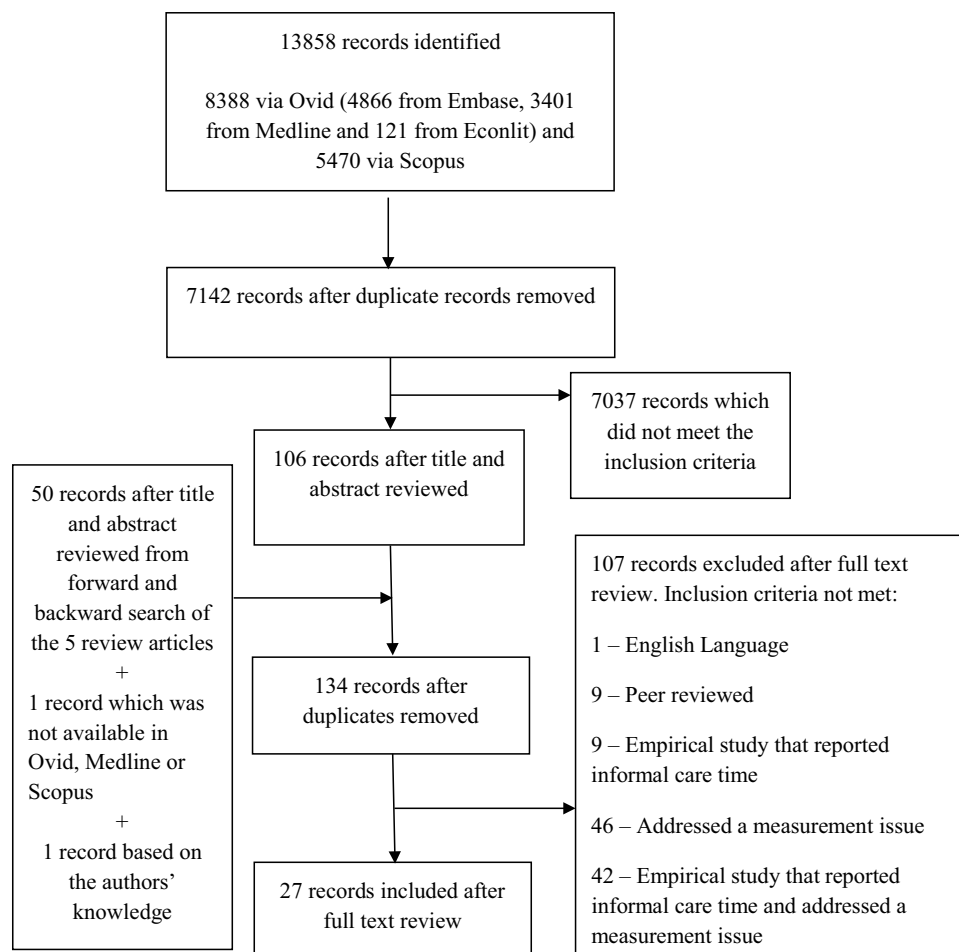 13858 records identified
8388 via Ovid (4866 from Embase, 3401
from Medline and 121 from Econlit) and
5470 via Scopus
7142 records after duplicate records removed
7037 records which
did not meet the
inclusion criteria
106 records after title and
abstract reviewed
50 records after title
and abstract
reviewed from
forward and
backward search of
the 5 review articles
+
1 record which was
not available in
Ovid, Medline or
Scopus
+
1 record based on
the authors'
knowledge
134 records after
duplicates removed
107 records excluded after full text
review. Inclusion criteria not met:
1 – English Language
9 – Peer reviewed
9 – Empirical study that reported
informal care time
46 – Addressed a measurement issue
42 – Empirical study that reported
informal care time and addressed a
measurement issue
27 records included after
full text review